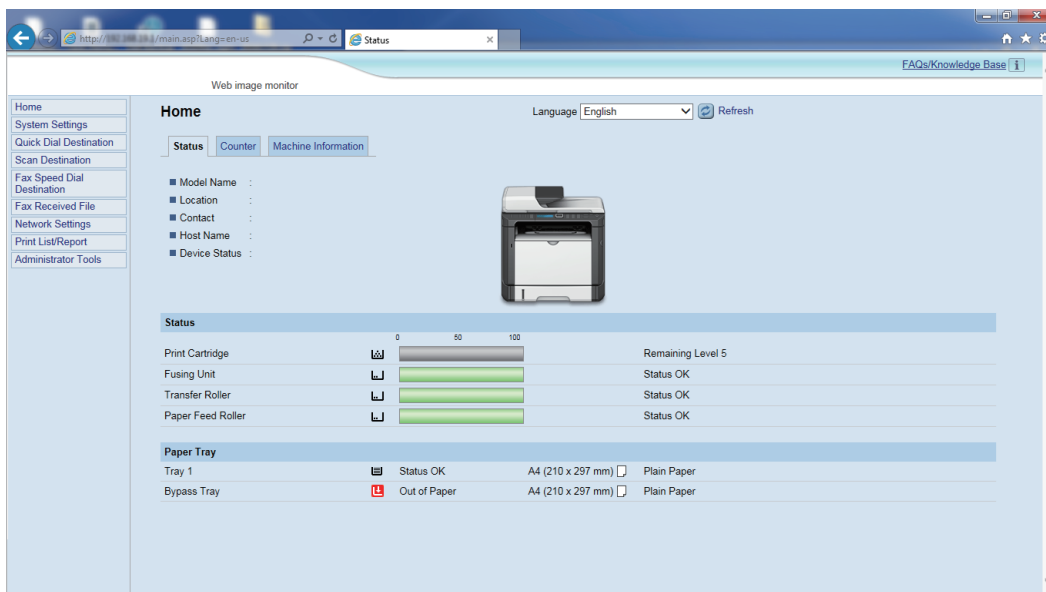 /main.asp?Lang=en-us
Status
FAQs/Knowledge Base i
Web image monitor
Home
System Settings
Quick Dial Destination
Scan Destination
Fax Speed Dial
Destination
Fax Received File
Network Settings
Print List/Report
Administrator Tools
Home
Language English Refresh
Status Counter Machine Information
Model Name :
Location :
Contact :
Host Name :
Device Status :
Status
0 50 100
Print Cartridge Remaining Level 5
Fusing Unit Status OK
Transfer Roller Status OK
Paper Feed Roller Status OK
Paper Tray
Tray 1 Status OK A4 (210 x 297 mm) Plain Paper
Bypass Tray Out of Paper A4 (210 x 297 mm) Plain Paper